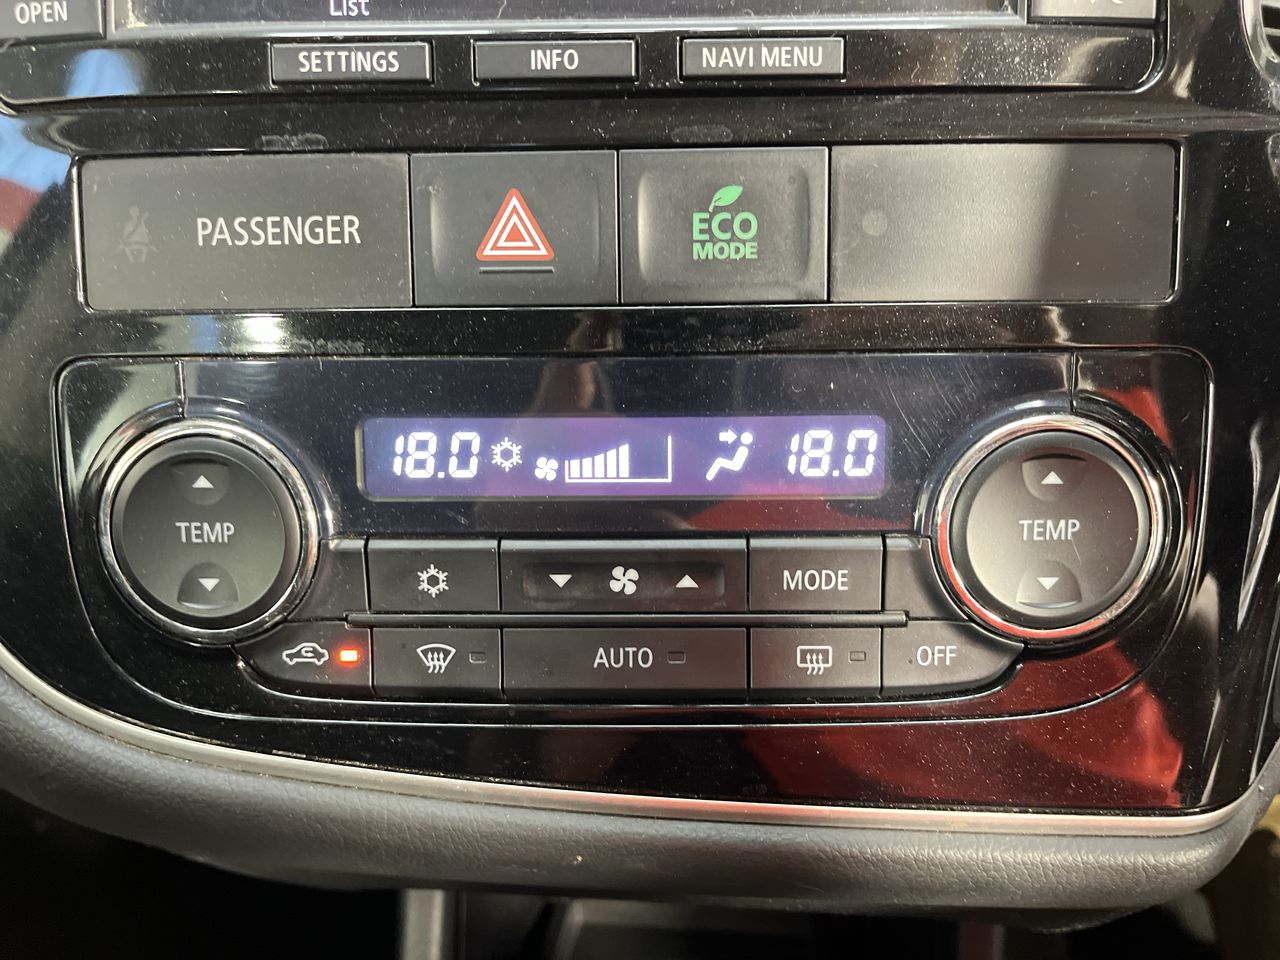 List
OPEN
SETTINGS INFO NAVI MENU
PASSENGER
ECO
MODE
18.0 18.0
TEMP TEMP
MODE
AUTO OFF